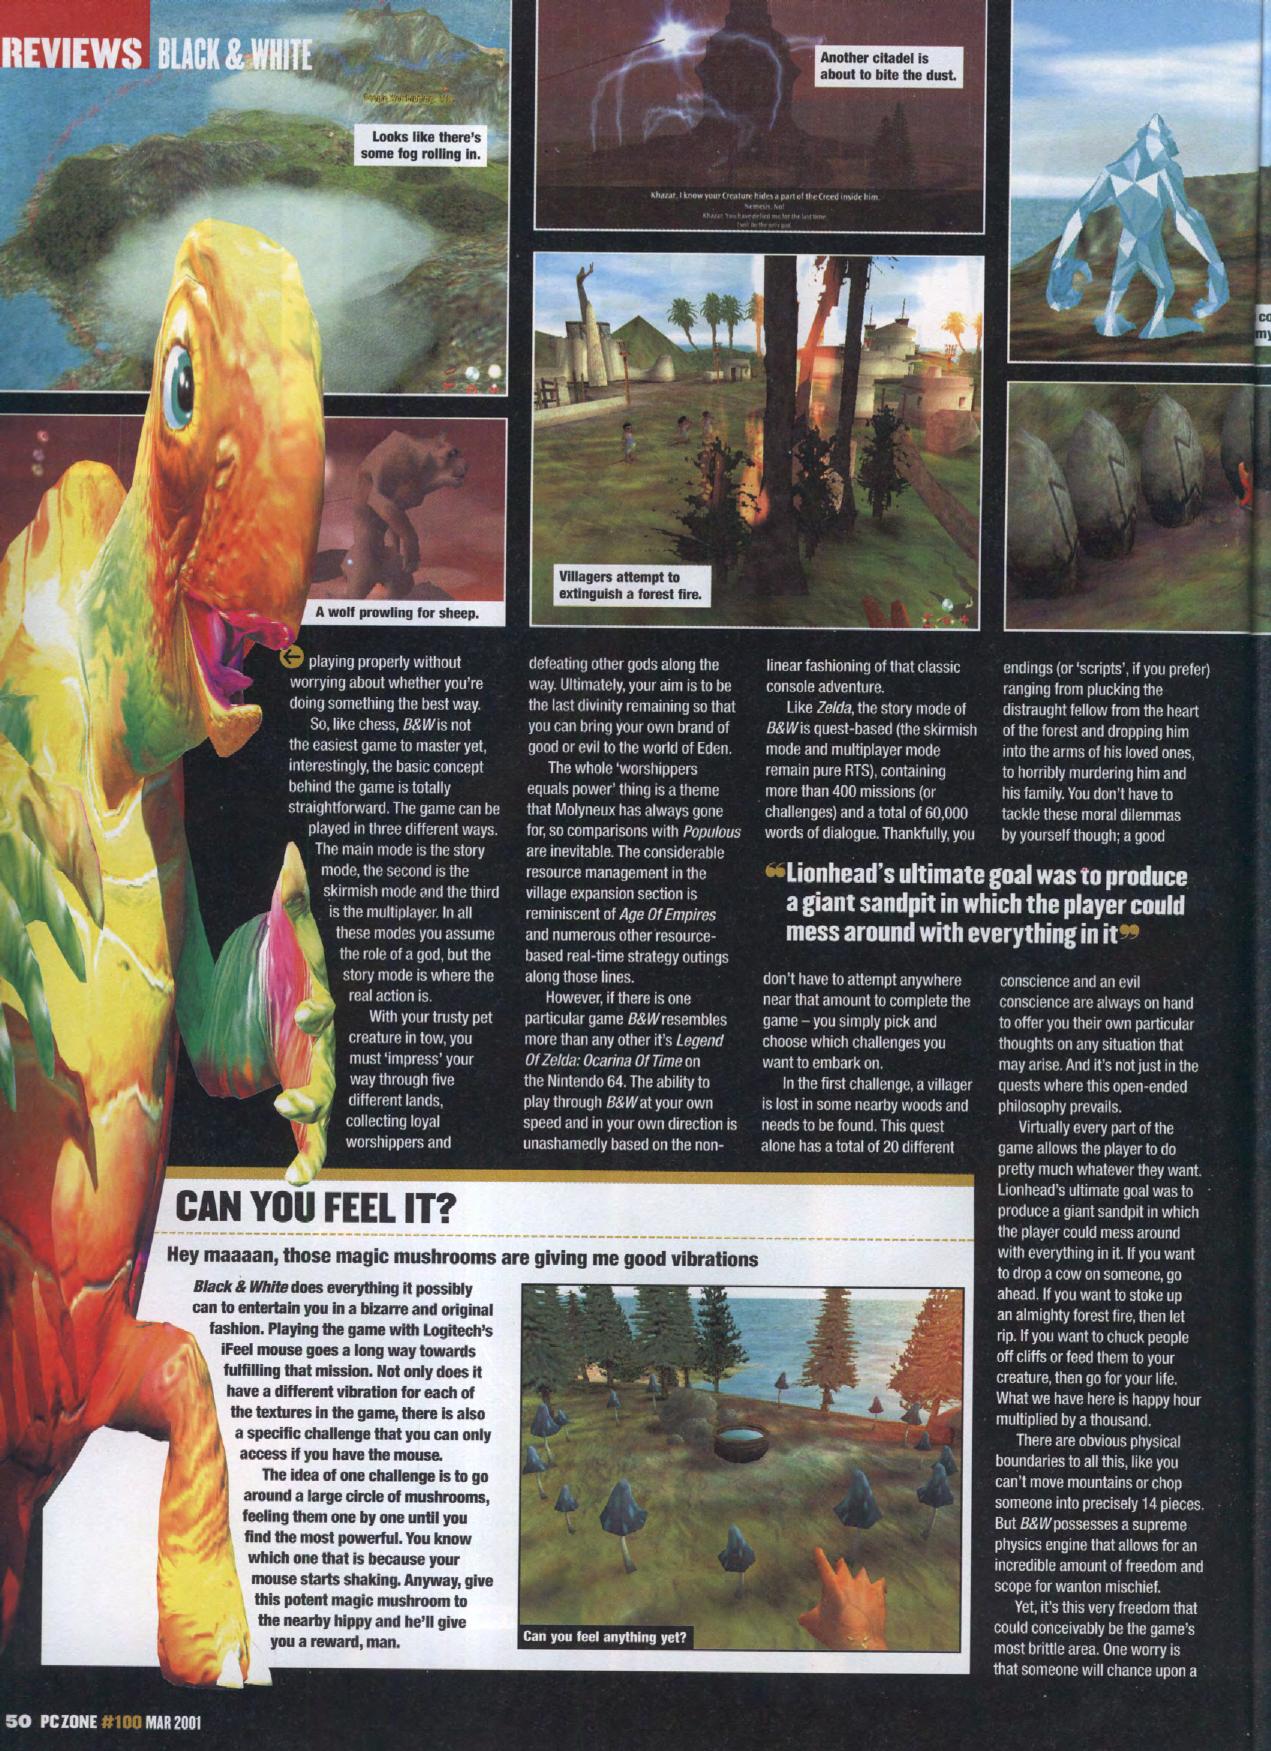 REVIEWS BLACK & WHITE
Looks like there's
some fog rolling in.
Another citadel is
about to bite the dust.
Khazar: I know your Creature hides a part of the Creed inside him.
Nemesis: No!
Khazar: You have defied me for the last time.
A wolf prowling for sheep.
Villagers attempt to
extinguish a forest fire.
co
my
playing properly without
worrying about whether you're
doing something the best way.
So, like chess, B&W is not
the easiest game to master yet,
interestingly, the basic concept
behind the game is totally
straightforward. The game can be
played in three different ways.
The main mode is the story
mode, the second is the
skirmish mode and the third
is the multiplayer. In all
these modes you assume
the role of a god, but the
story mode is where the
real action is.
With your trusty pet
creature in tow, you
must 'impress' your
way through five
different lands,
collecting loyal
worshippers and
defeating other gods along the
way. Ultimately, your aim is to be
the last divinity remaining so that
you can bring your own brand of
good or evil to the world of Eden.
The whole 'worshippers
equals power' thing is a theme
that Molyneux has always gone
for, so comparisons with Populous
are inevitable. The considerable
resource management in the
village expansion section is
reminiscent of Age Of Empires
and numerous other resource-
based real-time strategy outings
along those lines.
However, if there is one
particular game B&W resembles
more than any other it's Legend
Of Zelda: Ocarina Of Time on
the Nintendo 64. The ability to
play through B&W at your own
speed and in your own direction is
unashamedly based on the non-
linear fashioning of that classic
console adventure.
Like Zelda, the story mode of
B&W is quest-based (the skirmish
mode and multiplayer mode
remain pure RTS), containing
more than 400 missions (or
challenges) and a total of 60,000
words of dialogue. Thankfully, you
“Lionhead's ultimate goal was to produce
a giant sandpit in which the player could
mess around with everything in it”
don't have to attempt anywhere
near that amount to complete the
game – you simply pick and
choose which challenges you
want to embark on.
In the first challenge, a villager
is lost in some nearby woods and
needs to be found. This quest
alone has a total of 20 different
endings (or 'scripts', if you prefer)
ranging from plucking the
distraught fellow from the heart
of the forest and dropping him
into the arms of his loved ones,
to horribly murdering him and
his family. You don't have to
tackle these moral dilemmas
by yourself though; a good
conscience and an evil
conscience are always on hand
to offer you their own particular
thoughts on any situation that
may arise. And it's not just in the
quests where this open-ended
philosophy prevails.
Virtually every part of the
game allows the player to do
pretty much whatever they want.
Lionhead's ultimate goal was to
produce a giant sandpit in which
the player could mess around
with everything in it. If you want
to drop a cow on someone, go
ahead. If you want to stoke up
an almighty forest fire, then let
rip. If you want to chuck people
off cliffs or feed them to your
creature, then go for your life.
What we have here is happy hour
multiplied by a thousand.
There are obvious physical
boundaries to all this, like you
can't move mountains or chop
someone into precisely 14 pieces.
But B&W possesses a supreme
physics engine that allows for an
incredible amount of freedom and
scope for wanton mischief.
Yet, it's this very freedom that
could conceivably be the game's
most brittle area. One worry is
that someone will chance upon a
CAN YOU FEEL IT?
Hey maaaan, those magic mushrooms are giving me good vibrations
Black & White does everything it possibly
can to entertain you in a bizarre and original
fashion. Playing the game with Logitech's
iFeel mouse goes a long way towards
fulfilling that mission. Not only does it
have a different vibration for each of
the textures in the game, there is also
a specific challenge that you can only
access if you have the mouse.
The idea of one challenge is to go
around a large circle of mushrooms,
feeling them one by one until you
find the most powerful. You know
which one that is because your
mouse starts shaking. Anyway, give
this potent magic mushroom to
the nearby hippy and he'll give
you a reward, man.
Can you feel anything yet?
50 PCZONE #100 MAR 2001